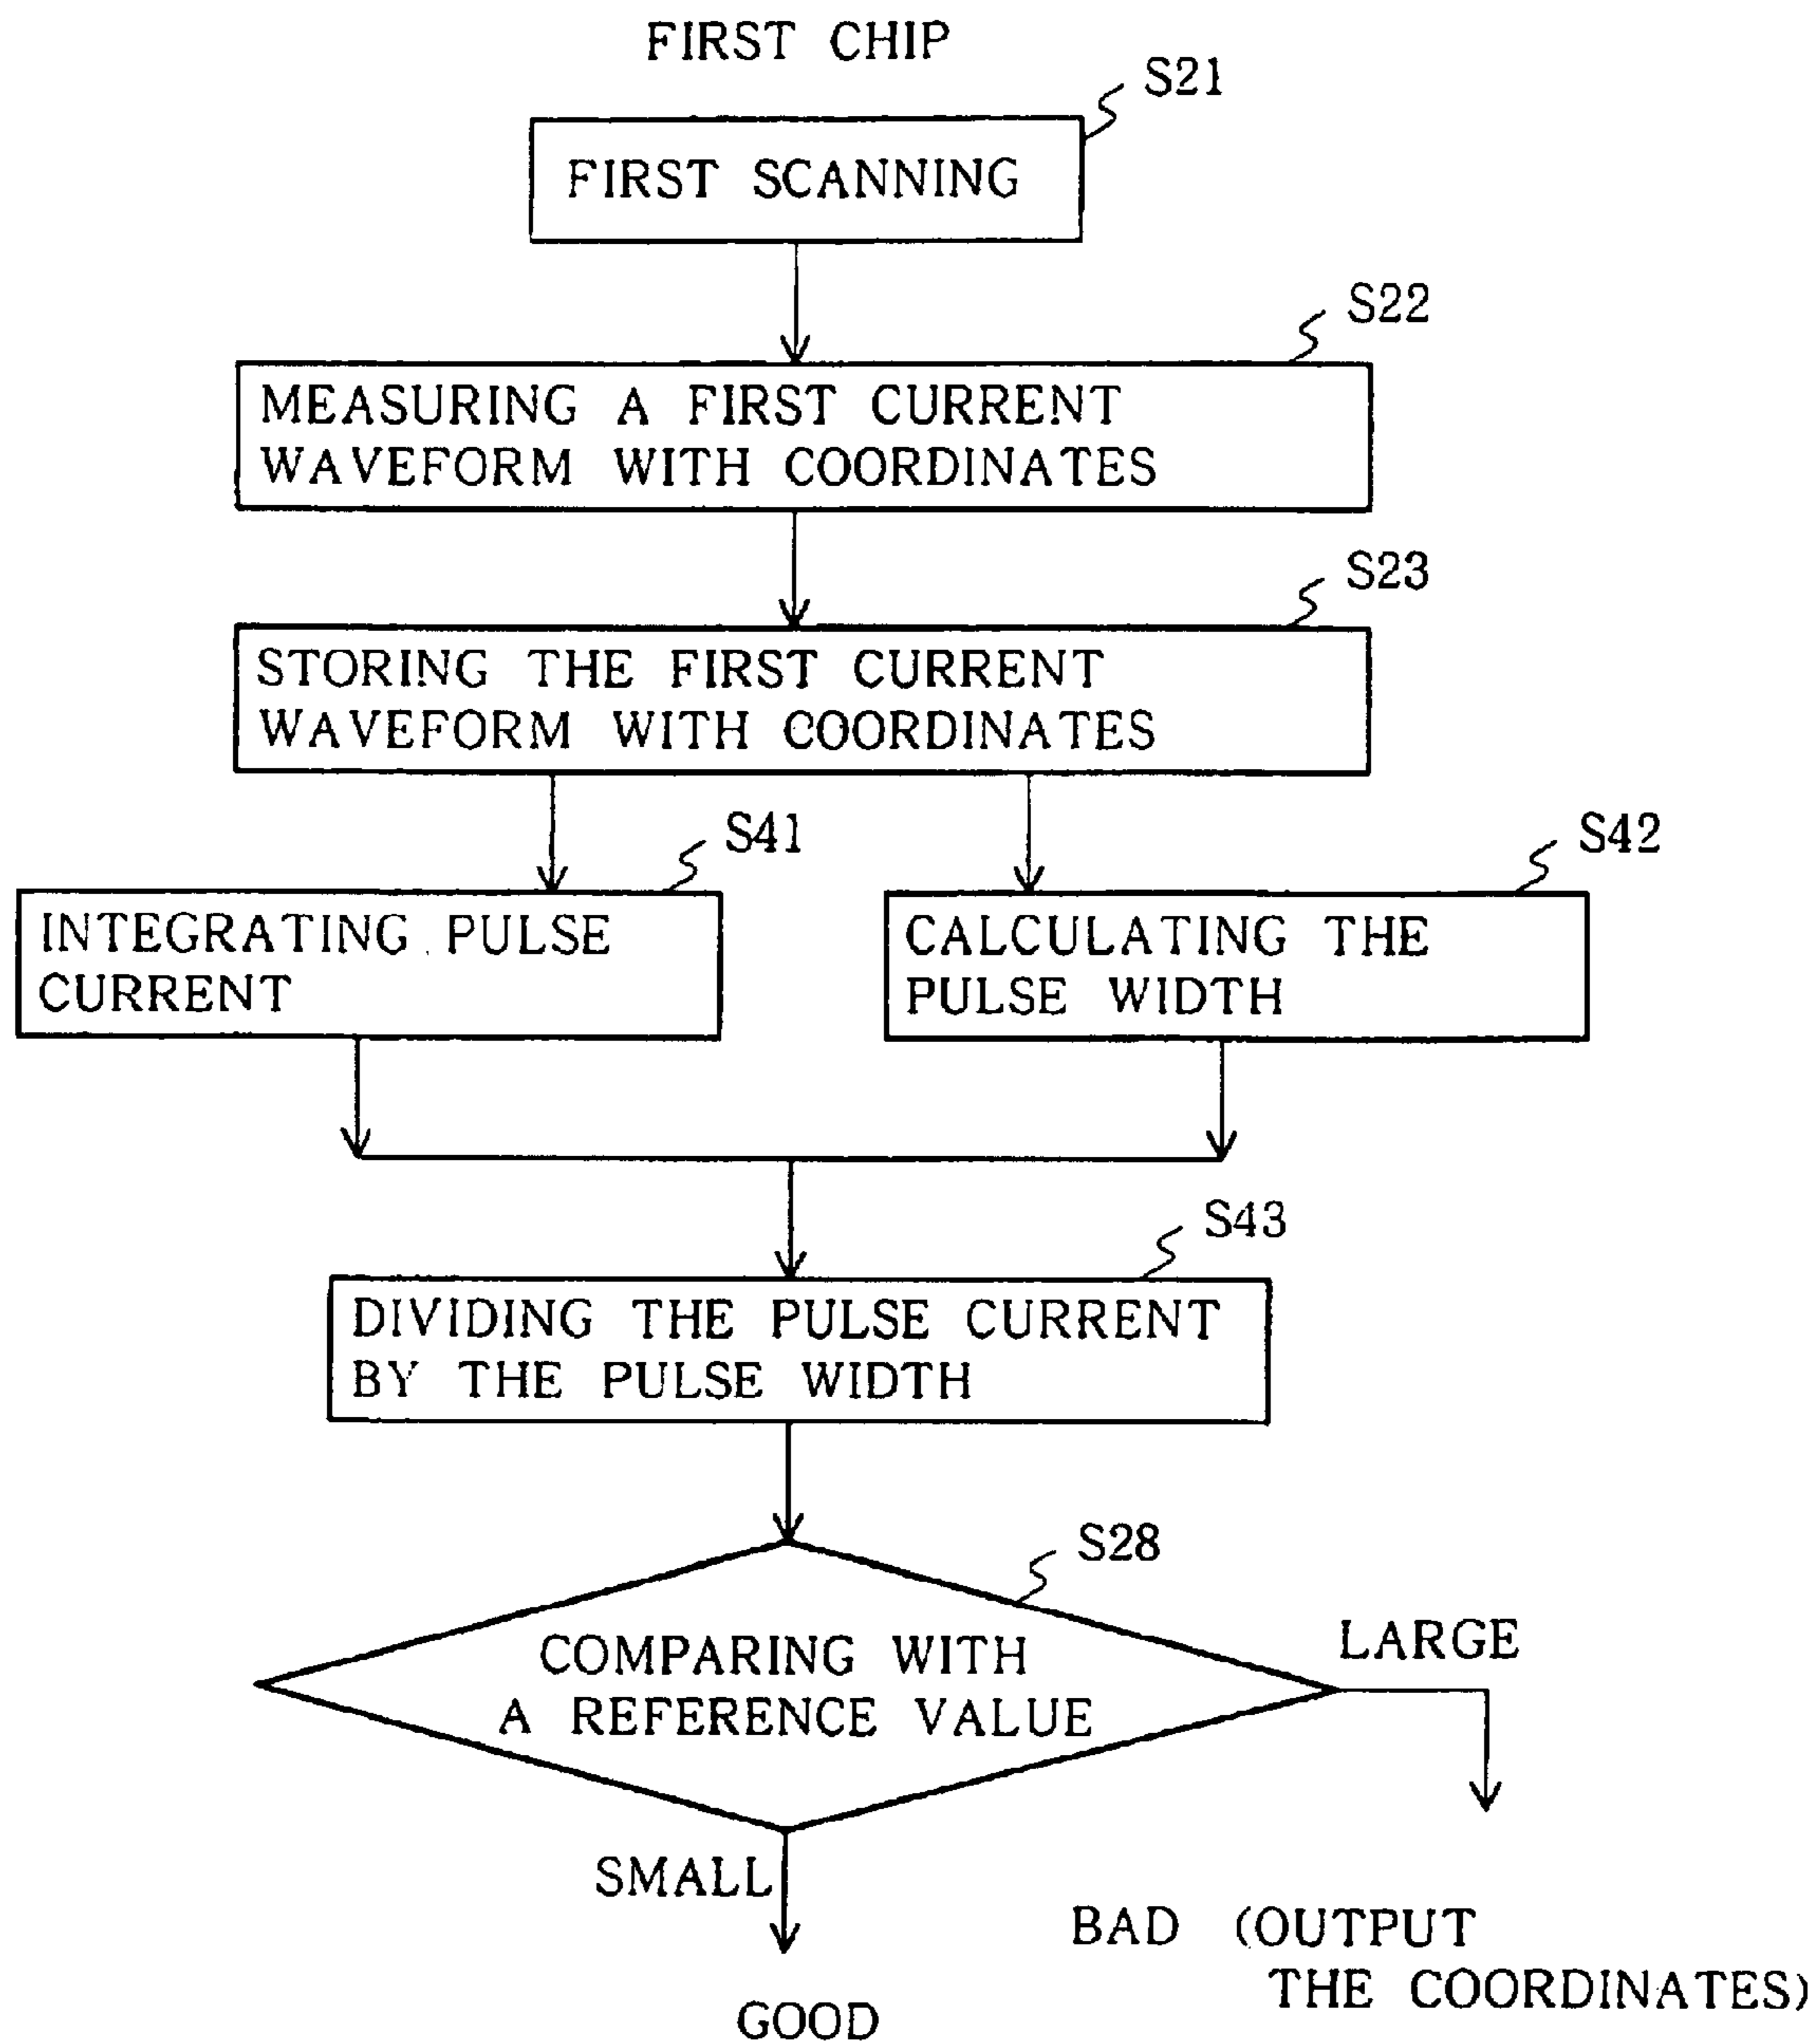 FIRST CHIP
S21
FIRST SCANNING
S22
MEASURING A FIRST CURRENT
WAVEFORM WITH COORDINATES
S23
STORING THE FIRST CURRENT
WAVEFORM WITH COORDINATES
S41
S42
INTEGRATING PULSE
CURRENT
CALCULATING THE
PULSE WIDTH
S43
DIVIDING THE PULSE CURRENT
BY THE PULSE WIDTH
S28
COMPARING WITH
A REFERENCE VALUE
LARGE
SMALL
BAD (OUTPUT
THE COORDINATES)
GOOD